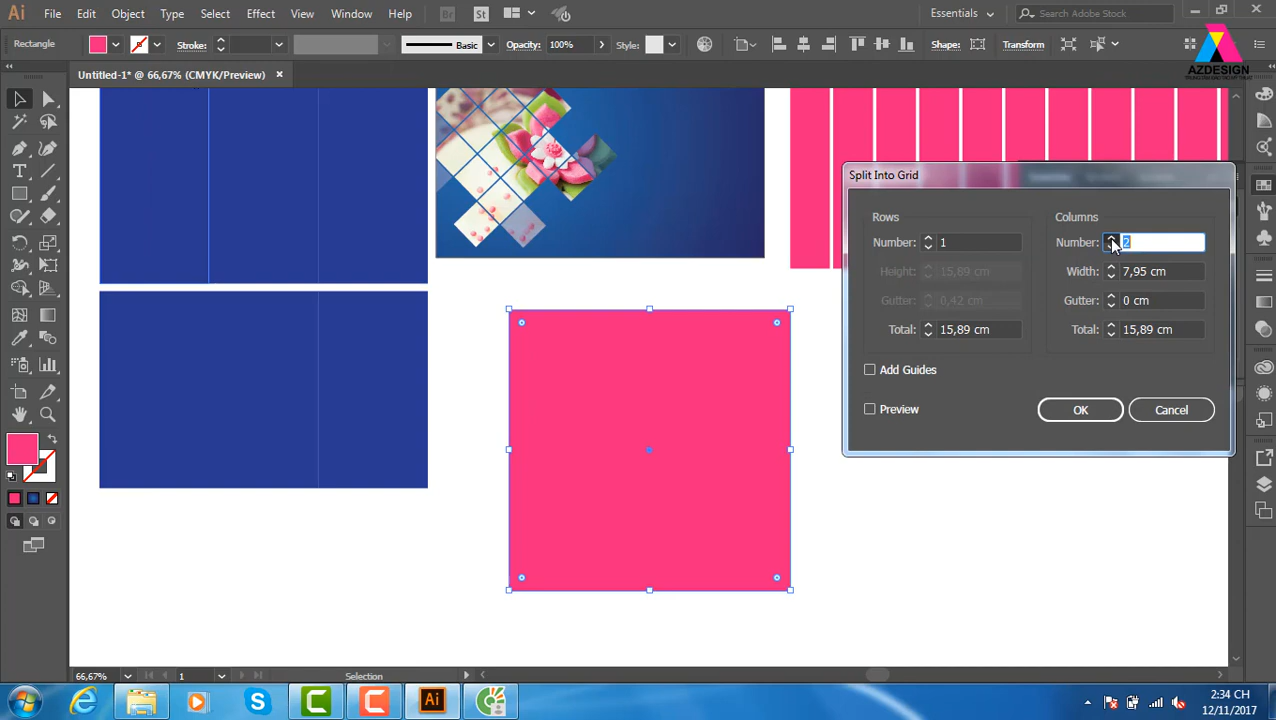 Ai File Edit Object Type Select Effect View Window Help Br St Essentials Search Adobe Stock
Rectangle Stroke: Basic Opacity: 100% Style: Shape: Transform
AZDESIGN
Untitled-1* @ 66,67% (CMYK/Preview)
Split Into Grid
Rows Columns
Number: 1 Number: 2
Height: 15,89 cm Width: 7,95 cm
Gutter: 0,42 cm Gutter: 0 cm
Total: 15,89 cm Total: 15,89 cm
Add Guides
Preview OK Cancel
66,67% 1 Selection
Ai
2:34 CH
12/11/2017